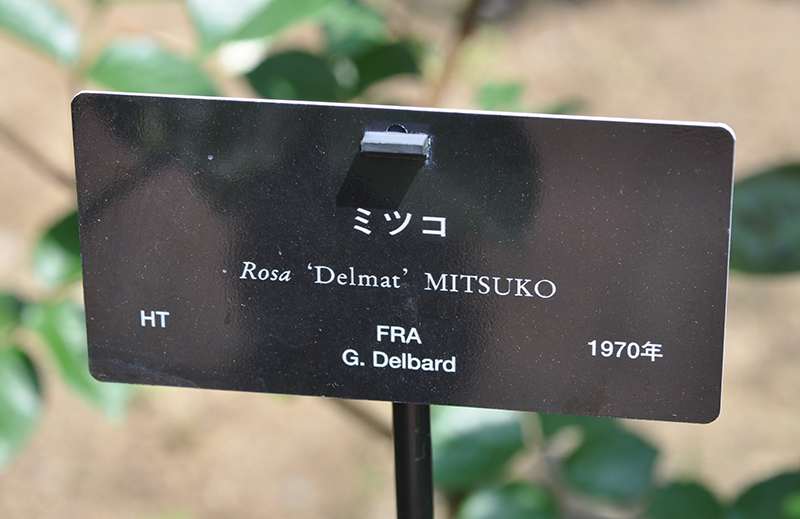 ミツコ
Rosa ‘Delmat’ MITSUKO
HT
FRA
G. Delbard
1970年